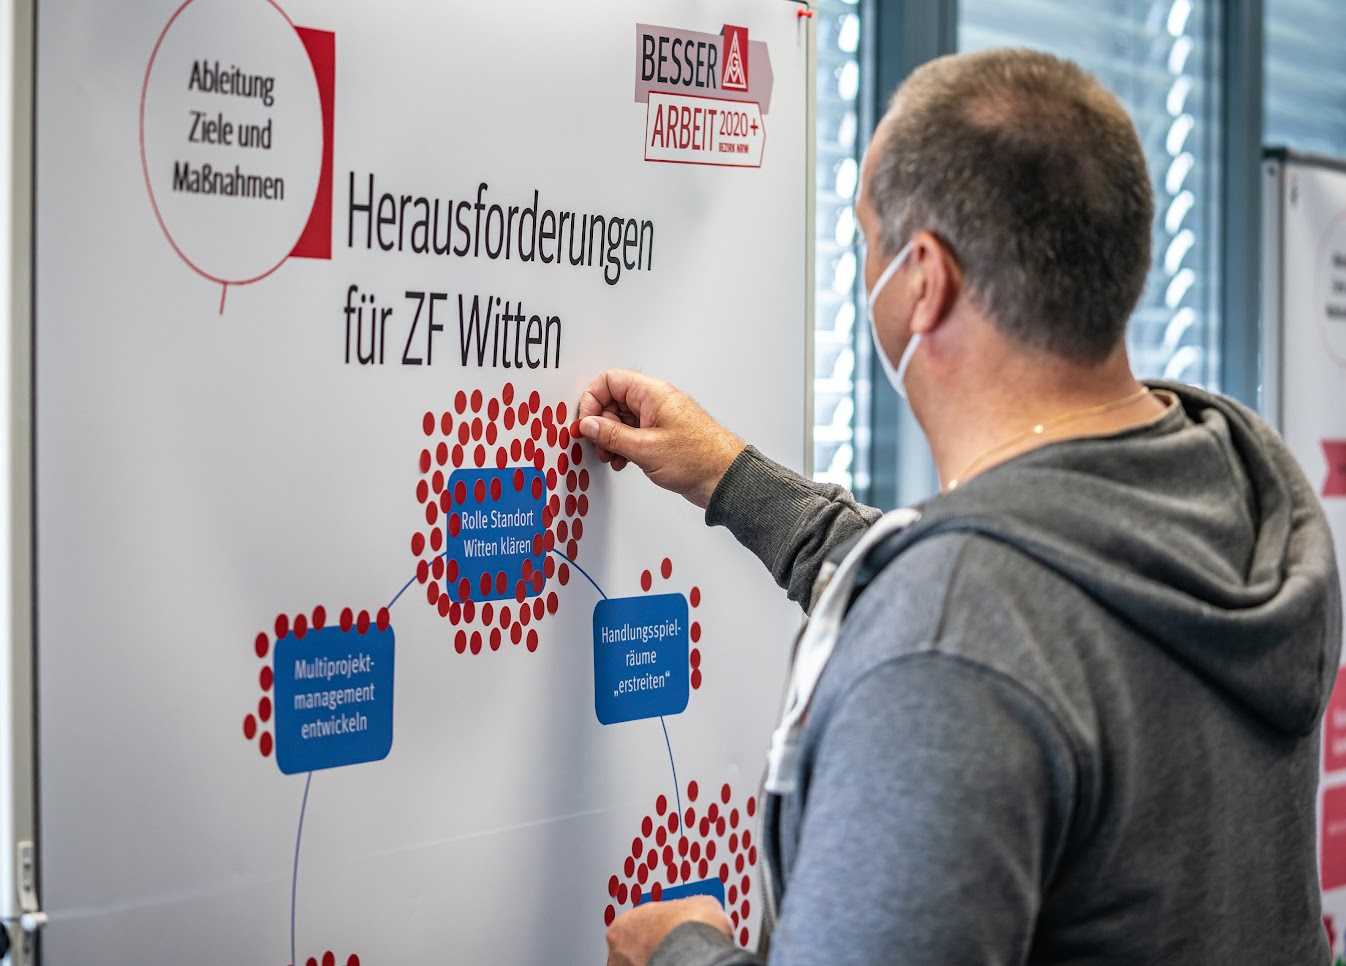 Ableitung
Ziele und
Maßnahmen
BESSER
IGM
ARBEIT 2020+
BEZIRK NRW
Herausforderungen
für ZF Witten
Rolle Standort
Witten klären
Handlungsspiel-
räume
„erstreiten“
Multiprojekt-
management
entwickeln